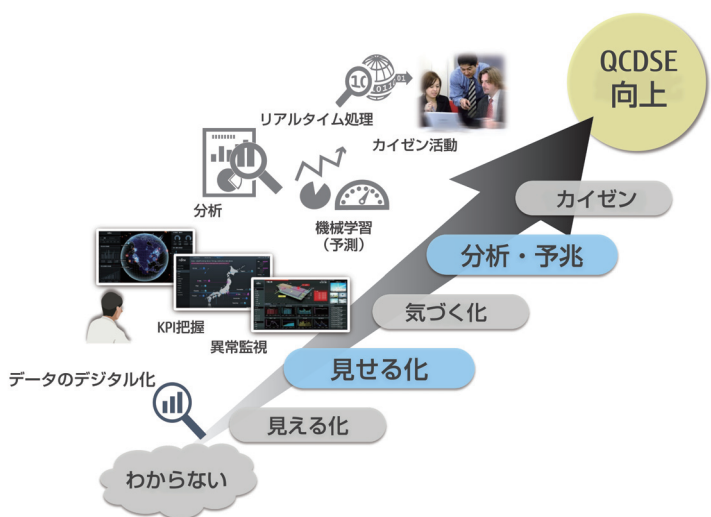 QCDSE
向上
リアルタイム処理
カイゼン活動
カイゼン
分析
機械学習
(予測)
分析・予兆
KPI把握
気づく化
異常監視
見せる化
データのデジタル化
見える化
わからない